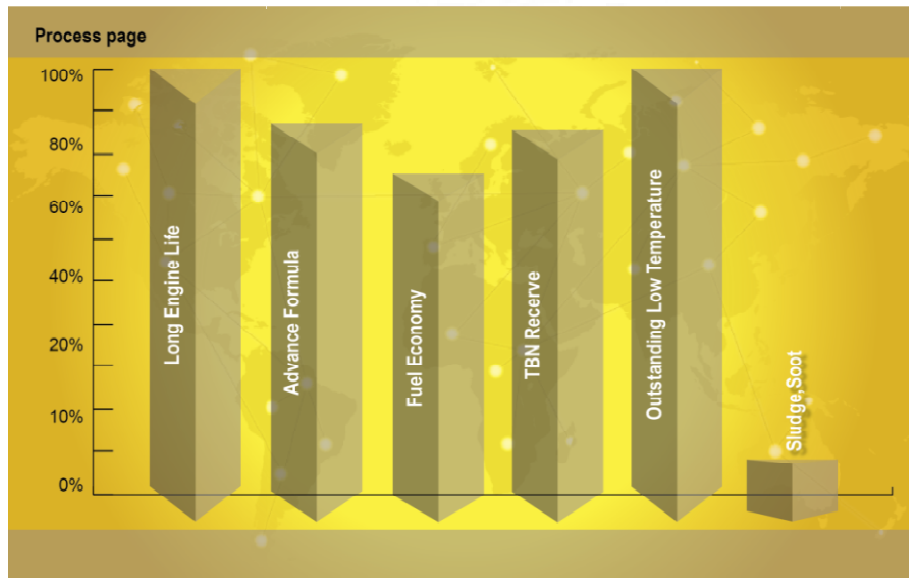 Process page
100%
80%
60%
40%
20%
10%
0%
Long Engine Life
Advance Formula
Fuel Economy
TBN Recerve
Outstanding Low Temperature
Sludge,Soot